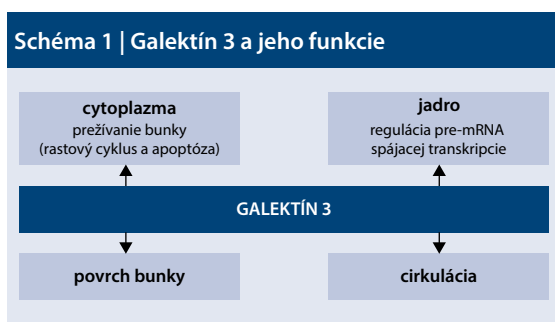 Schéma 1 | Galektín 3 a jeho funkcie
cytoplazma
prežívanie bunky
(rastový cyklus a apoptóza)
jadro
regulácia pre-mRNA
spájacej transkripcie
GALEKTÍN 3
povrch bunky
cirkulácia